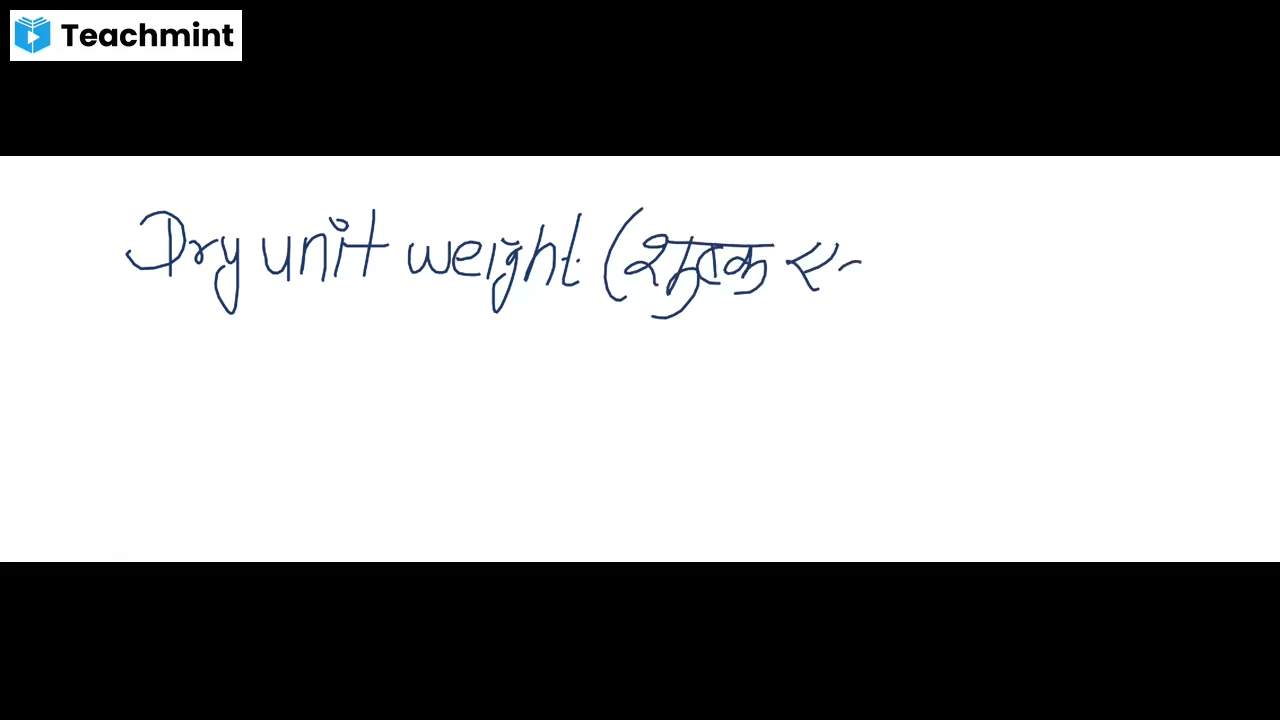 Teachmint
Dry unit weight (शुष्क